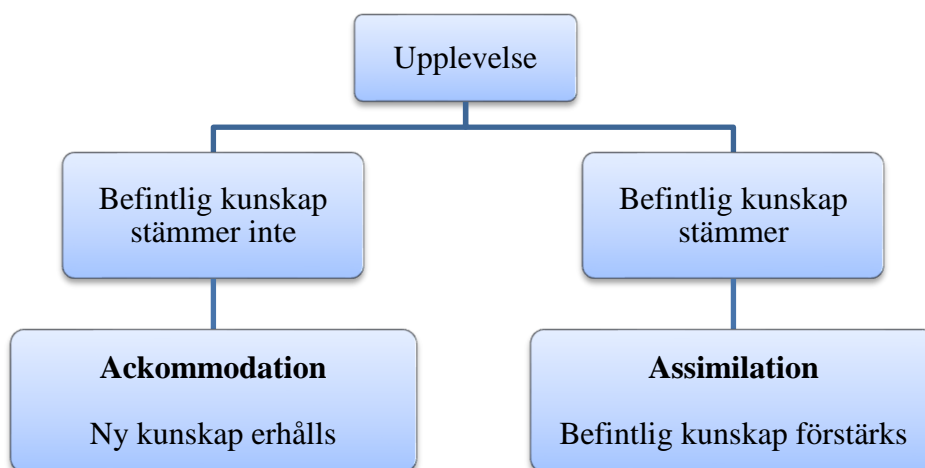 Upplevelse
Befintlig kunskap
stämmer inte
Befintlig kunskap
stämmer
Ackommodation
Ny kunskap erhålls
Assimilation
Befintlig kunskap förstärks